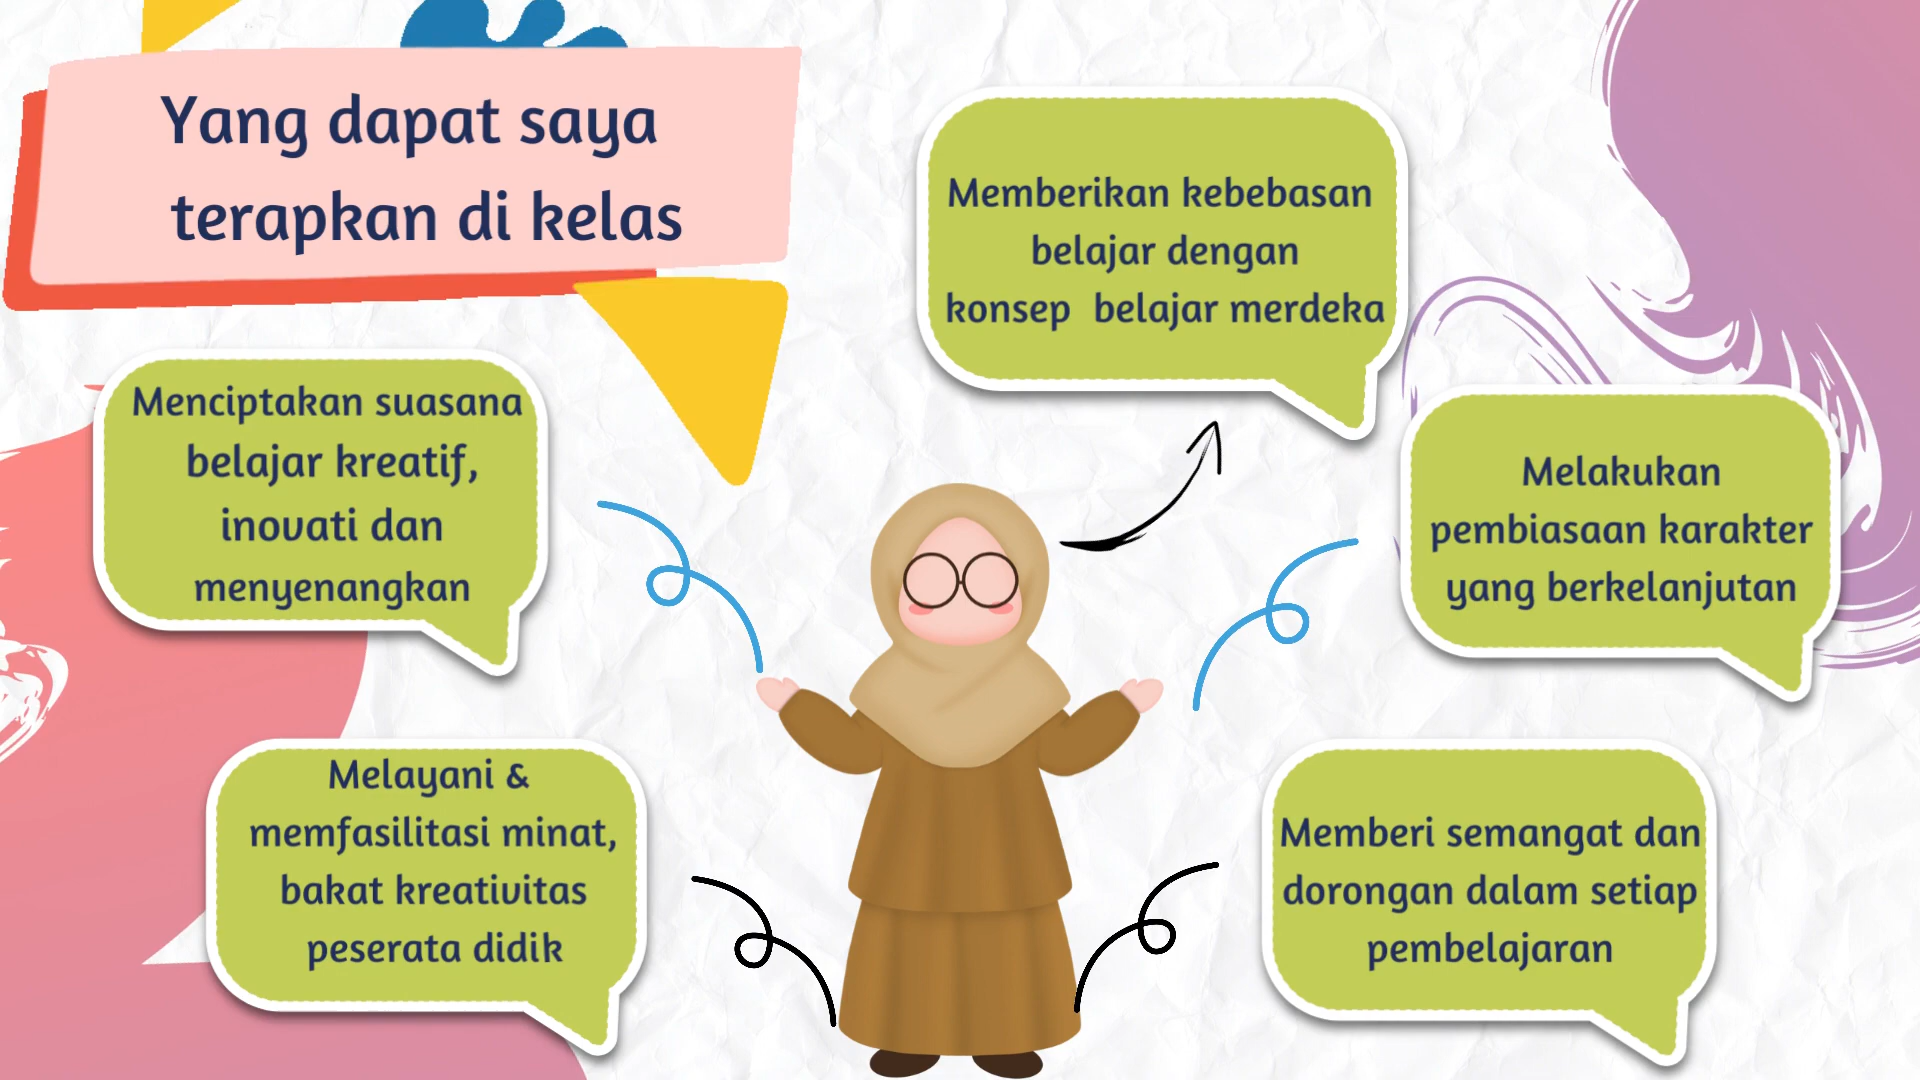 Yang dapat saya
terapkan di kelas
Memberikan kebebasan
belajar dengan
konsep belajar merdeka
Menciptakan suasana
belajar kreatif,
inovati dan
menyenangkan
Melakukan
pembiasaan karakter
yang berkelanjutan
Melayani &
memfasilitasi minat,
bakat kreativitas
peserata didik
Memberi semangat dan
dorongan dalam setiap
pembelajaran